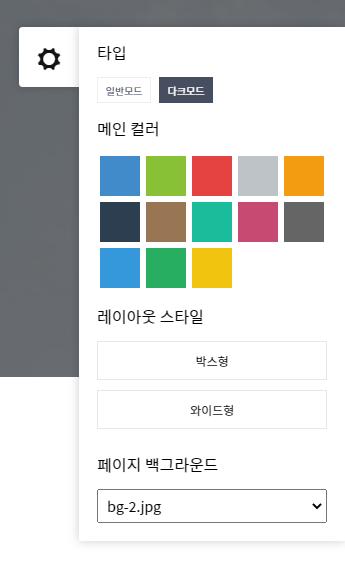 타입
일반모드 다크모드
메인 컬러
레이아웃 스타일
박스형
와이드형
페이지 백그라운드
bg-2.jpg